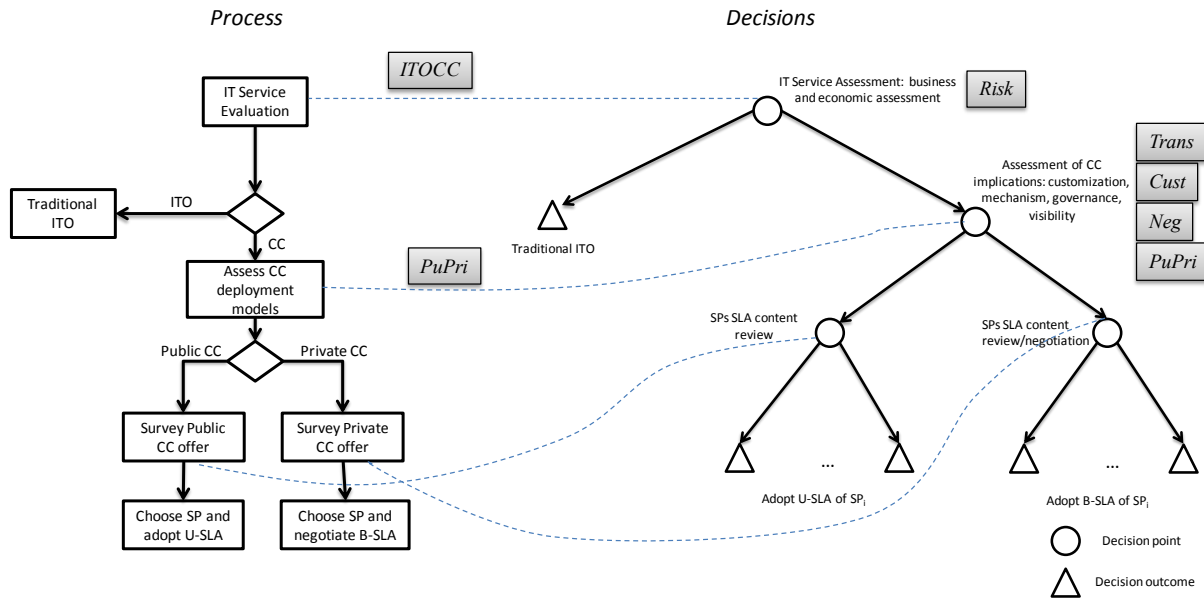 Process
Decisions
ITOCC
IT Service
Evaluation
IT Service Assessment: business
and economic assessment
Risk
Traditional
ITO
ITO
CC
Traditional ITO
Assessment of CC
implications: customization,
mechanism, governance,
visibility
Trans
Cust
Neg
PuPri
Assess CC
deployment
models
PuPri
Public CC
Private CC
SPs SLA content
review
SPs SLA content
review/negotiation
Survey Public
CC offer
Survey Private
CC offer
...
...
Choose SP and
adopt U-SLA
Choose SP and
negotiate B-SLA
Adopt U-SLA of SPi
Adopt B-SLA of SPi
Decision point
Decision outcome